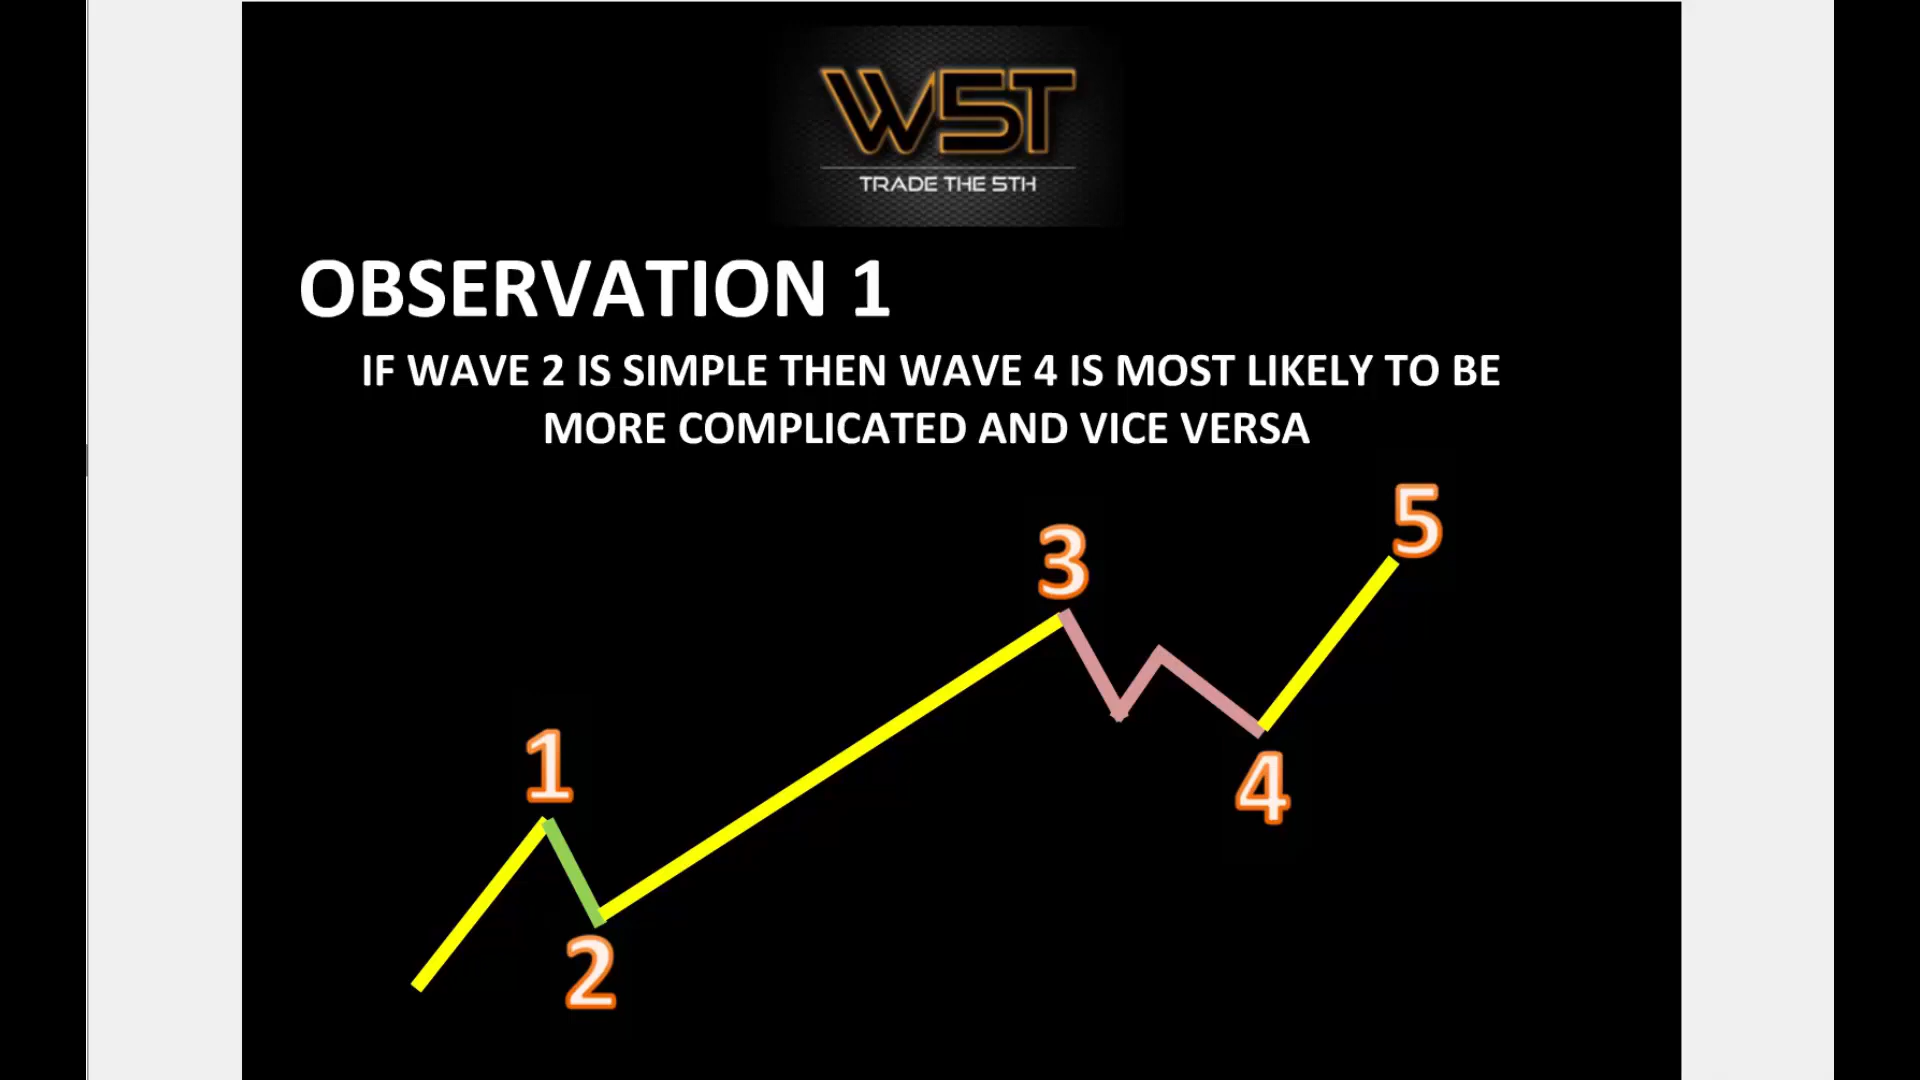 W5T
TRADE THE 5TH
OBSERVATION 1
IF WAVE 2 IS SIMPLE THEN WAVE 4 IS MOST LIKELY TO BE
MORE COMPLICATED AND VICE VERSA
5
3
1
4
2